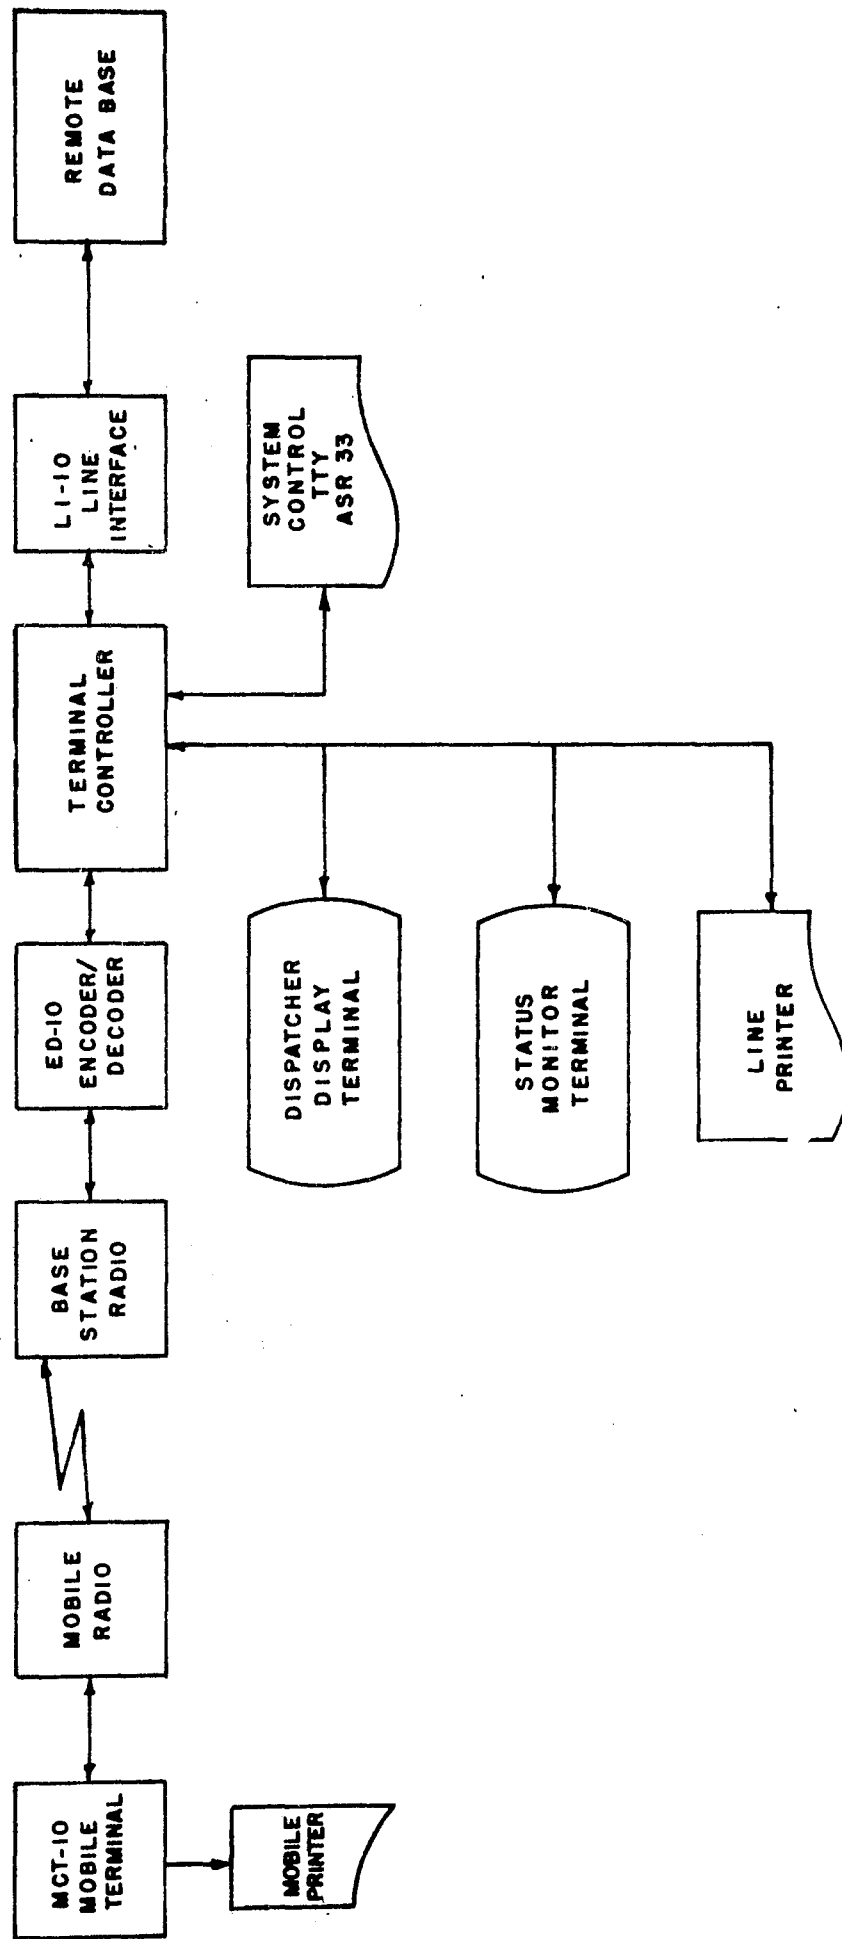 MCT-10
MOBILE
TERMINAL
MOBILE
RADIO
BASE
STATION
RADIO
ED-10
ENCODER/
DECODER
TERMINAL
CONTROLLER
LI-10
LINE
INTERFACE
REMOTE
DATA BASE
MOBILE
PRINTER
DISPATCHER
DISPLAY
TERMINAL
SYSTEM
CONTROL
TTY
ASR 33
STATUS
MONITOR
TERMINAL
LINE
PRINTER